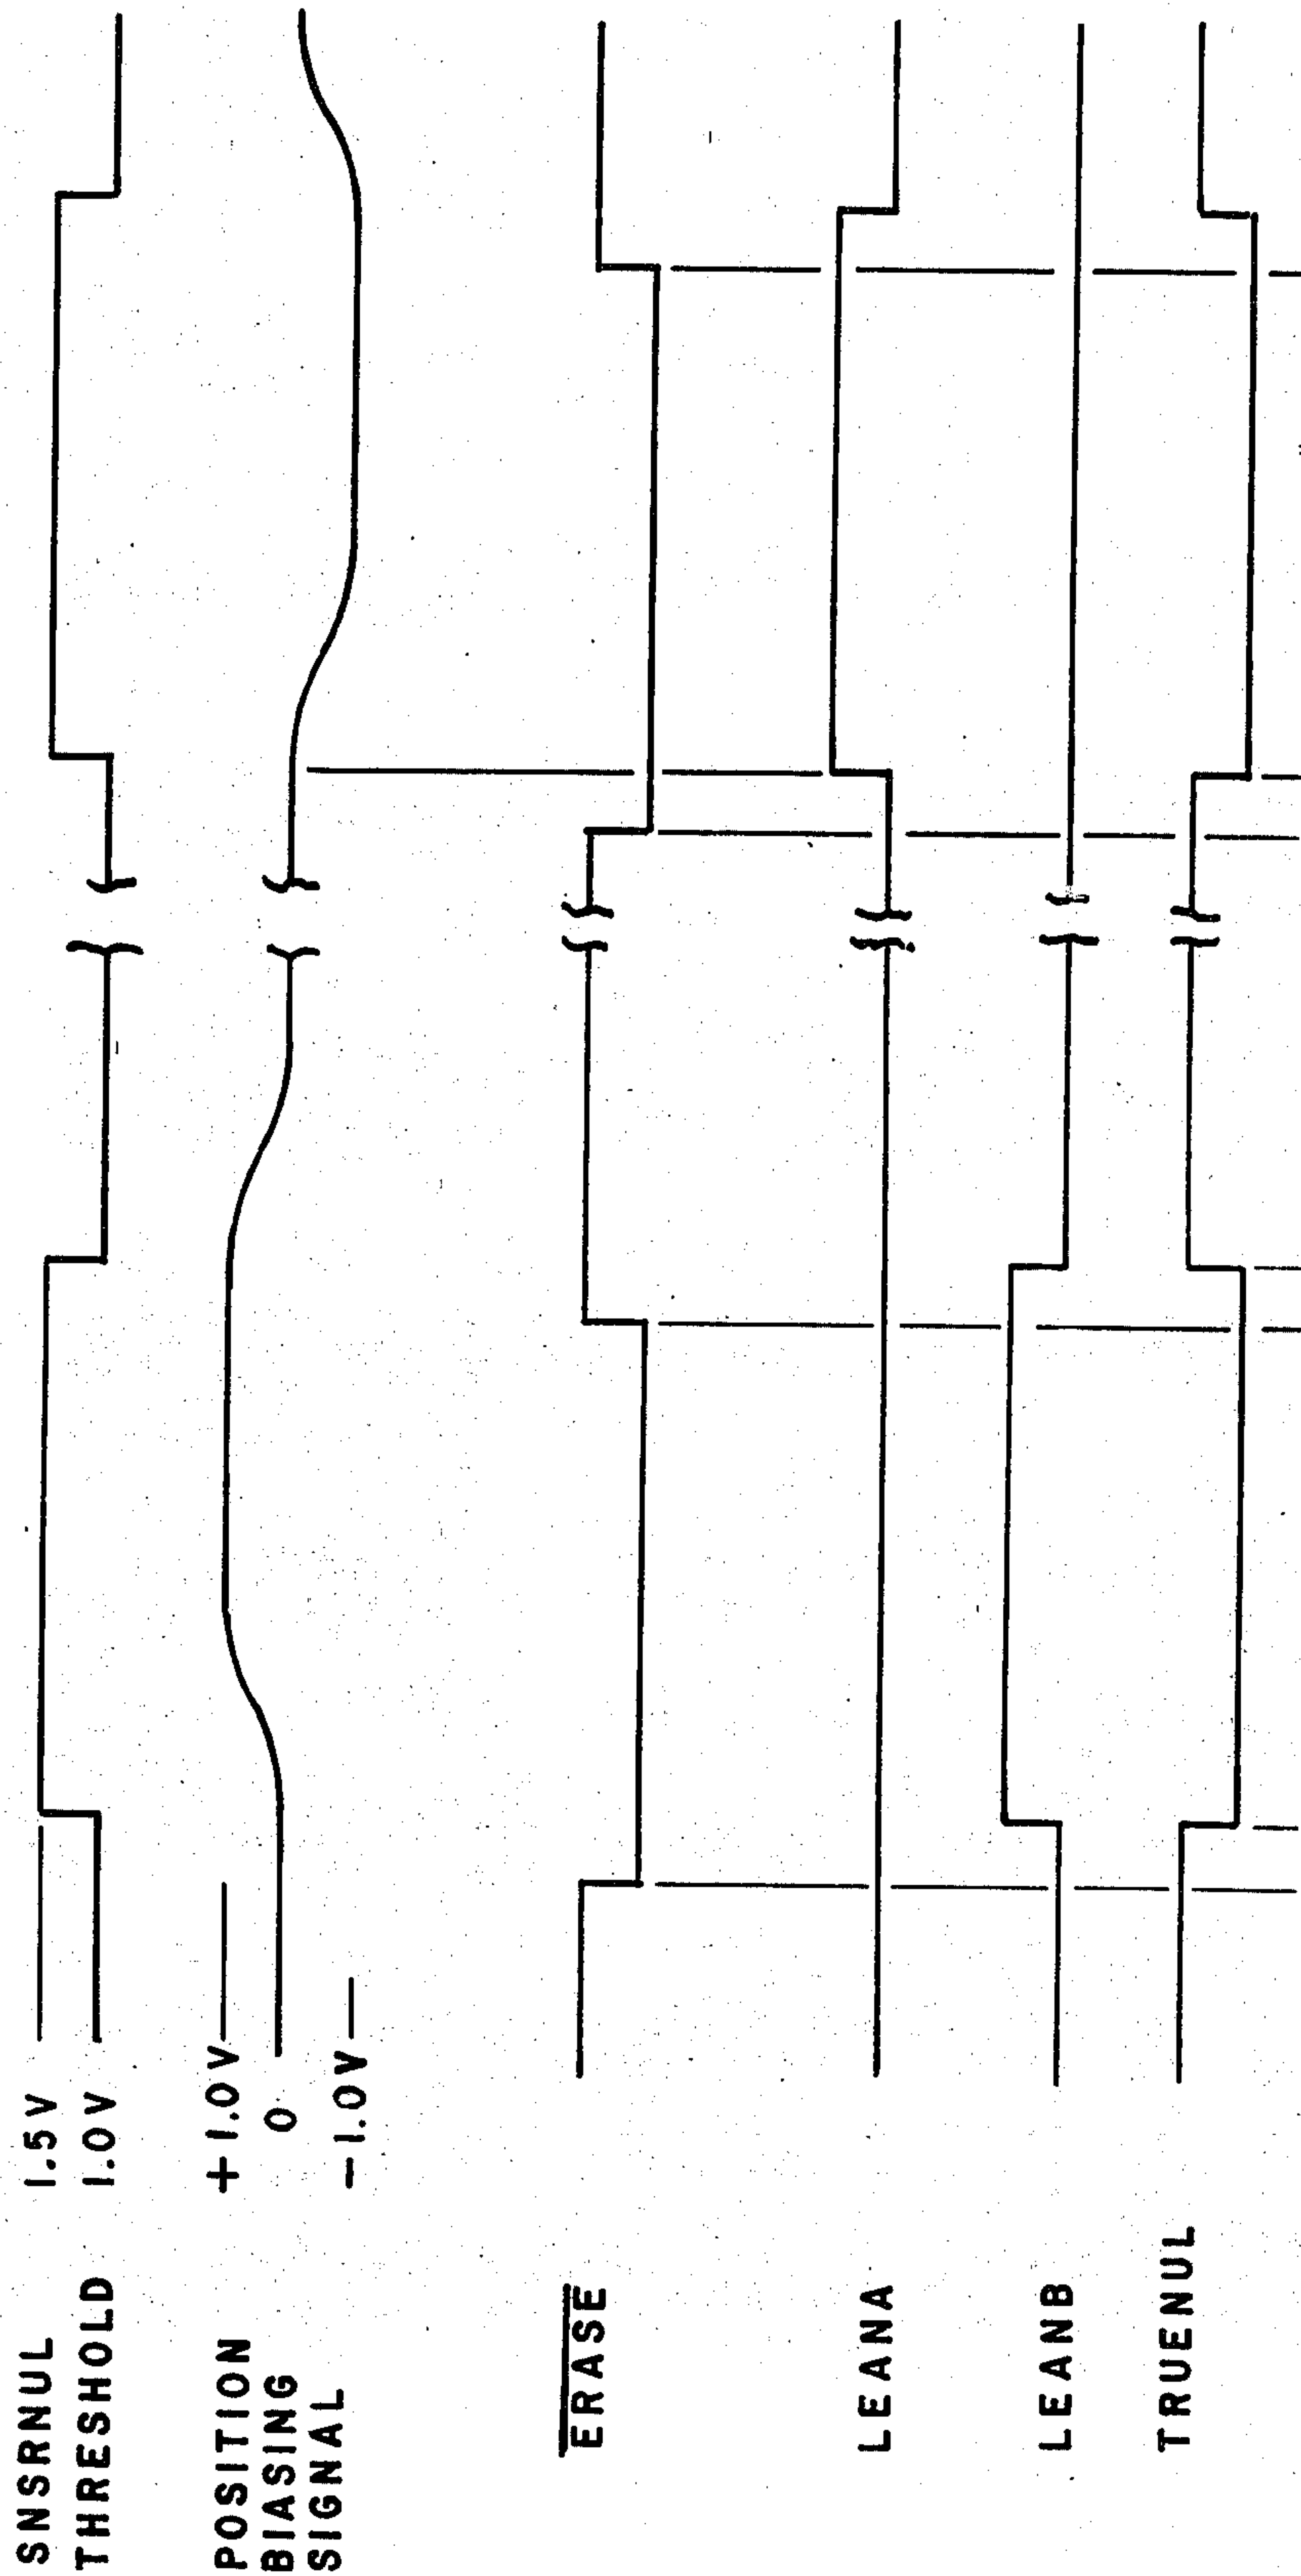 SNSRNUL 1.5V
THRESHOLD 1.0V
POSITION +1.0V
BIASING 0
SIGNAL -1.0V
ERASE
LEANA
LEANB
TRUENUL